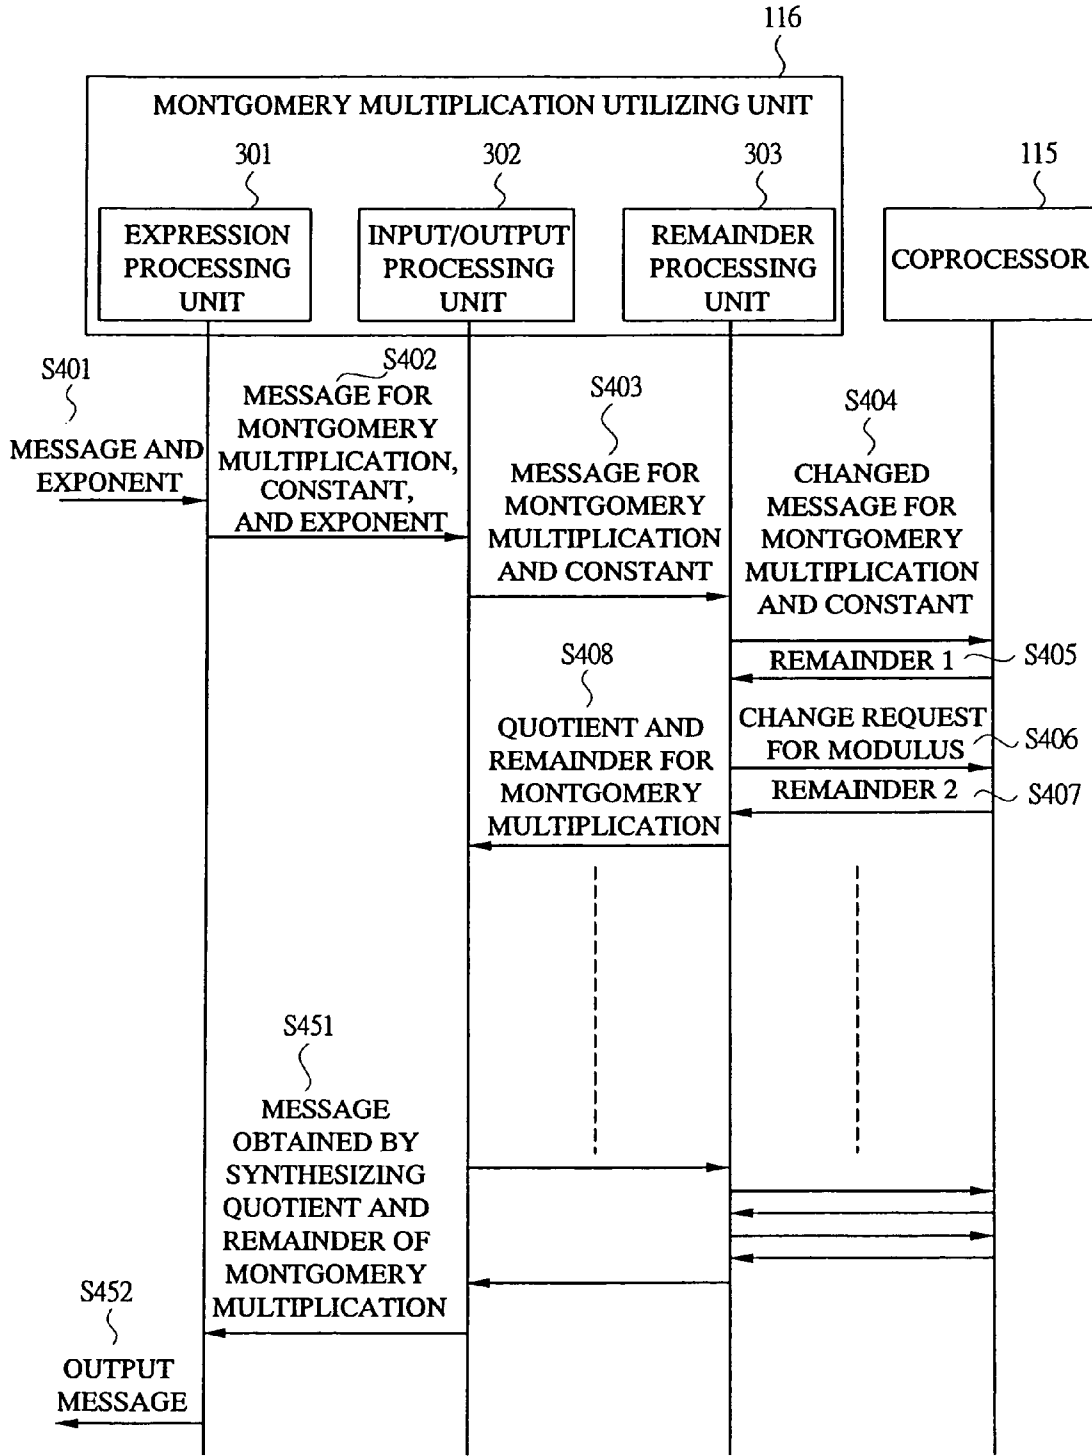 116
MONTGOMERY MULTIPLICATION UTILIZING UNIT
301
302
303
115
EXPRESSION
PROCESSING
UNIT
INPUT/OUTPUT
PROCESSING
UNIT
REMAINDER
PROCESSING
UNIT
COPROCESSOR
S401
MESSAGE AND
EXPONENT
S402
MESSAGE FOR
MONTGOMERY
MULTIPLICATION,
CONSTANT,
AND EXPONENT
S403
MESSAGE FOR
MONTGOMERY
MULTIPLICATION
AND CONSTANT
S404
CHANGED
MESSAGE FOR
MONTGOMERY
MULTIPLICATION
AND CONSTANT
REMAINDER 1
S405
CHANGE REQUEST
FOR MODULUS
S406
REMAINDER 2
S407
S408
QUOTIENT AND
REMAINDER FOR
MONTGOMERY
MULTIPLICATION
S451
MESSAGE
OBTAINED BY
SYNTHESIZING
QUOTIENT AND
REMAINDER OF
MONTGOMERY
MULTIPLICATION
S452
OUTPUT
MESSAGE